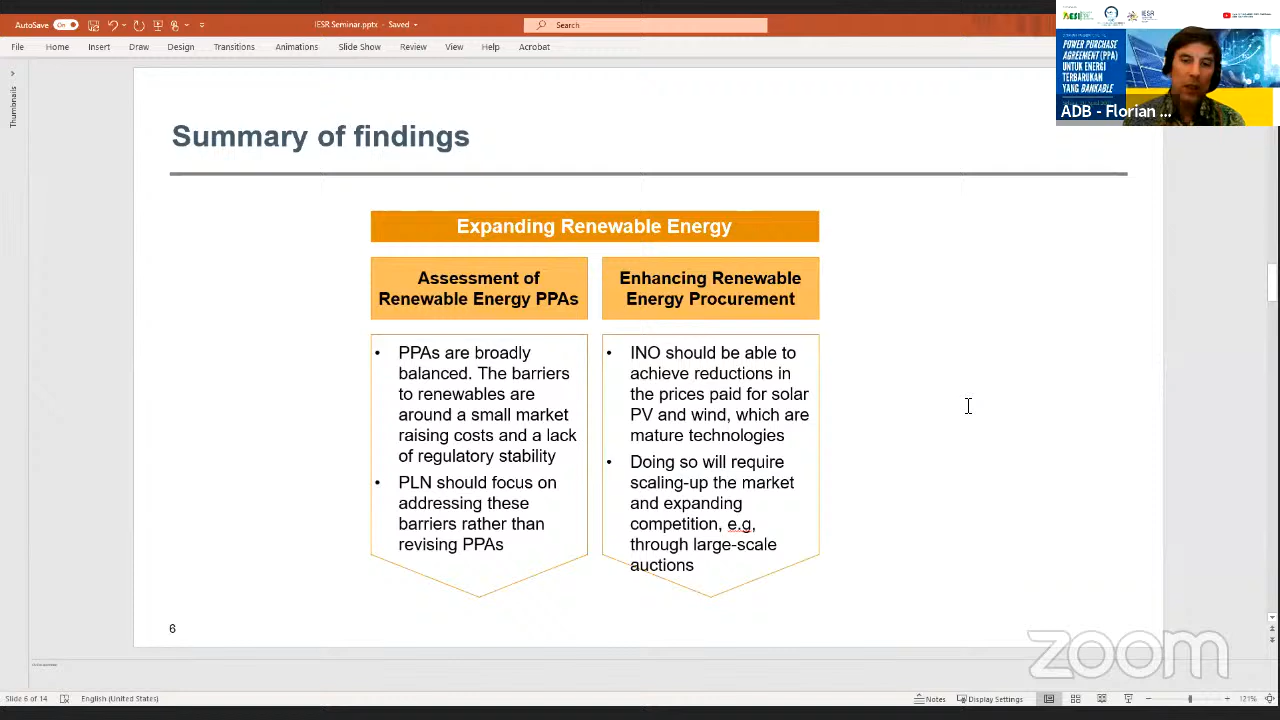 AutoSave On IESR Seminar.pptx - Saved Search
File Home Insert Draw Design Transitions Animations Slide Show Review View Help Acrobat
Thumbnails
IESR
POWER PURCHASE
AGREEMENT (PPA)
UNTUK ENERGI
TERBARUKAN
YANG BANKABLE
ADB - Florian ...
Summary of findings
Expanding Renewable Energy
Assessment of
Renewable Energy PPAs
• PPAs are broadly
balanced. The barriers
to renewables are
around a small market
raising costs and a lack
of regulatory stability
• PLN should focus on
addressing these
barriers rather than
revising PPAs
Enhancing Renewable
Energy Procurement
• INO should be able to
achieve reductions in
the prices paid for solar
PV and wind, which are
mature technologies
• Doing so will require
scaling-up the market
and expanding
competition, e.g,
through large-scale
auctions
6
zoom
Slide 6 of 14 English (United States) Notes Display Settings 121%